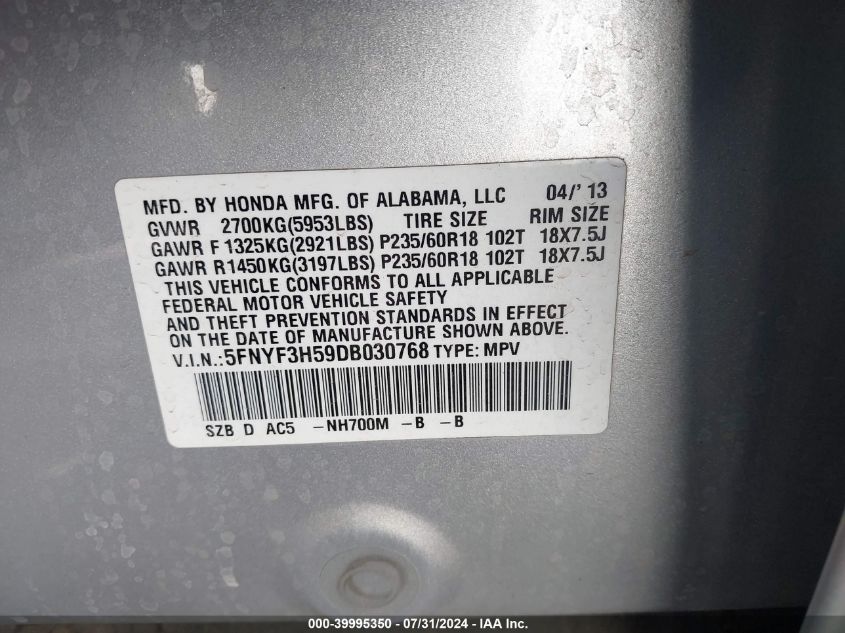 MFD. BY HONDA MFG. OF ALABAMA, LLC 04/'13
GVWR 2700KG(5953LBS) TIRE SIZE RIM SIZE
GAWR F 1325KG(2921LBS) P235/60R18 102T 18X7.5J
GAWR R1450KG(3197LBS) P235/60R18 102T 18X7.5J
THIS VEHICLE CONFORMS TO ALL APPLICABLE
FEDERAL MOTOR VEHICLE SAFETY
AND THEFT PREVENTION STANDARDS IN EFFECT
ON THE DATE OF MANUFACTURE SHOWN ABOVE.
V.I.N.:5FNYF3H59DB030768 TYPE: MPV
SZB D AC5 -NH700M -B -B
000-39995350 - 07/31/2024 - IAA Inc.